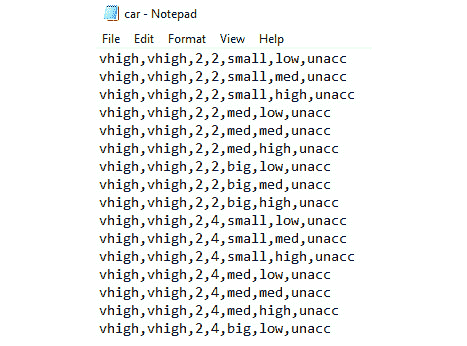 car - Notepad
File Edit Format View Help
vhigh,vhigh,2,2,small,low,unacc
vhigh,vhigh,2,2,small,med,unacc
vhigh,vhigh,2,2,small,high,unacc
vhigh,vhigh,2,2,med,low,unacc
vhigh,vhigh,2,2,med,med,unacc
vhigh,vhigh,2,2,med,high,unacc
vhigh,vhigh,2,2,big,low,unacc
vhigh,vhigh,2,2,big,med,unacc
vhigh,vhigh,2,2,big,high,unacc
vhigh,vhigh,2,4,small,low,unacc
vhigh,vhigh,2,4,small,med,unacc
vhigh,vhigh,2,4,small,high,unacc
vhigh,vhigh,2,4,med,low,unacc
vhigh,vhigh,2,4,med,med,unacc
vhigh,vhigh,2,4,med,high,unacc
vhigh,vhigh,2,4,big,low,unacc